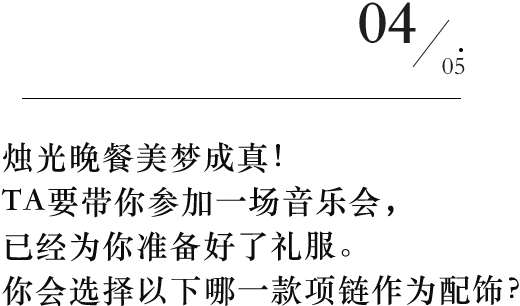 04/05.
烛光晚餐美梦成真！
TA要带你参加一场音乐会，
已经为你准备好了礼服。
你会选择以下哪一款项链作为配饰？